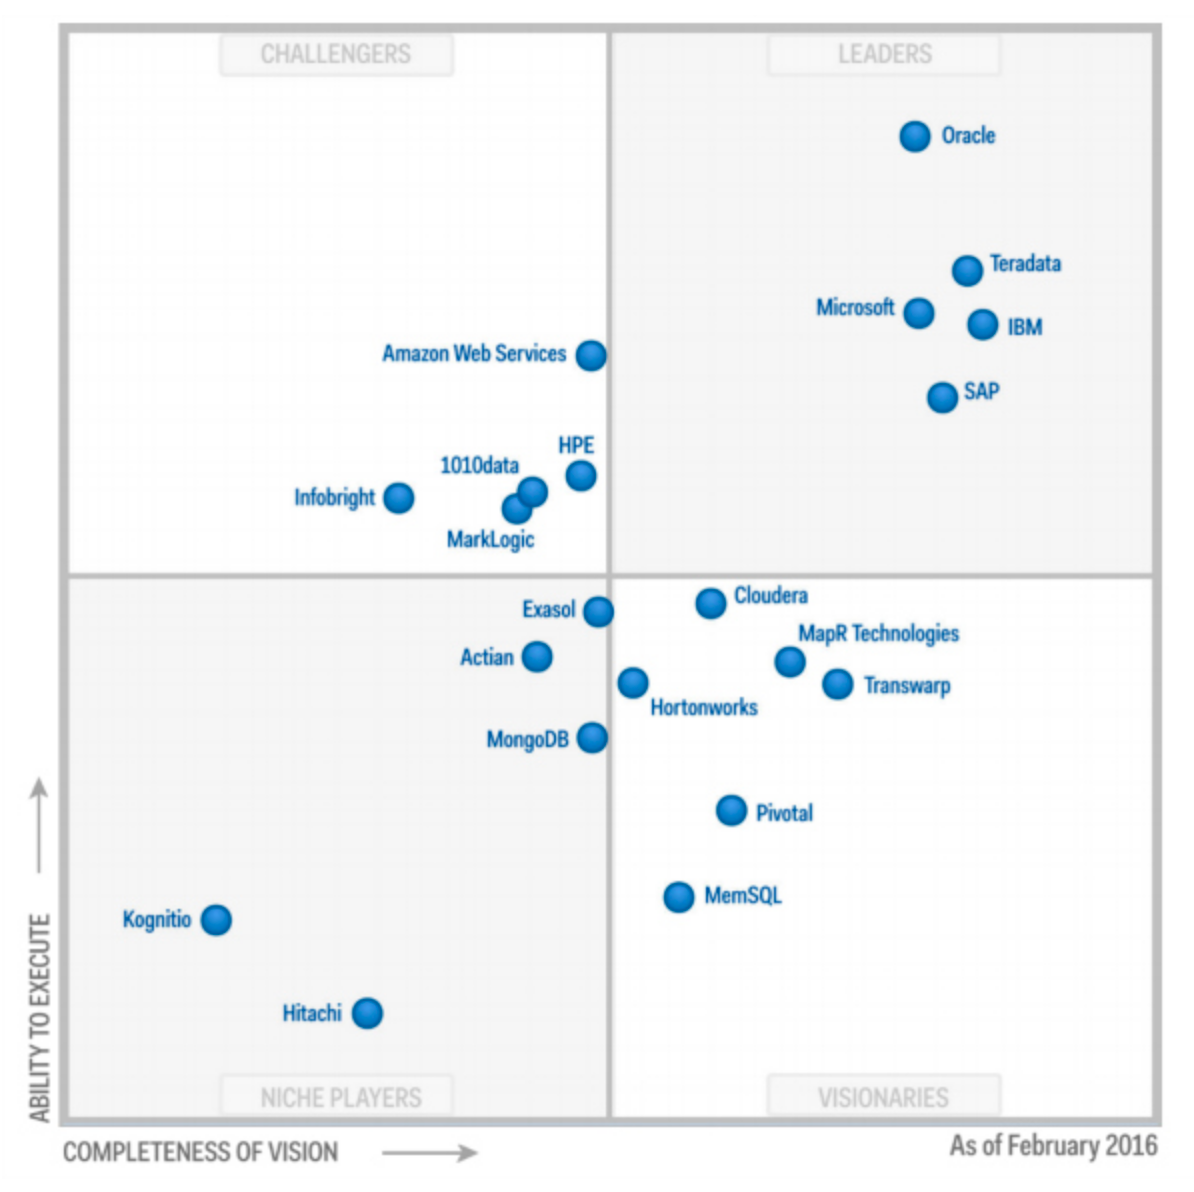 CHALLENGERS
LEADERS
Oracle
Teradata
Microsoft
IBM
Amazon Web Services
SAP
HPE
1010data
Infobright
MarkLogic
Exasol
Cloudera
MapR Technologies
Actian
Transwarp
Hortonworks
MongoDB
Pivotal
MemSQL
Kognitio
Hitachi
NICHE PLAYERS
VISIONARIES
ABILITY TO EXECUTE
COMPLETENESS OF VISION
As of February 2016